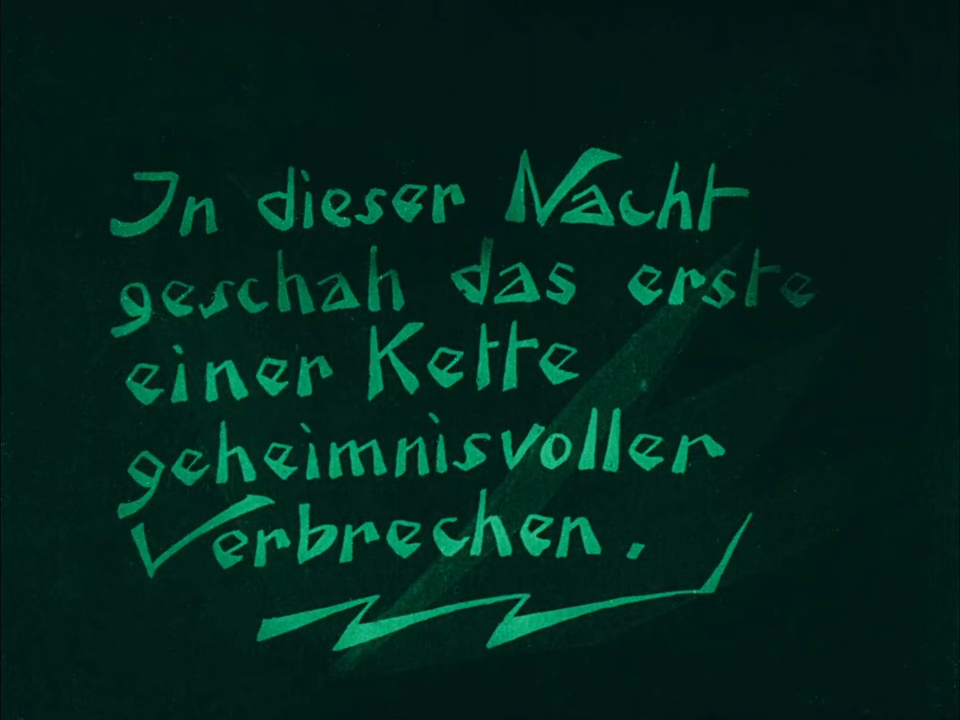 In dieser Nacht
geschah das erste
einer Kette
geheimnisvoller
Verbrechen.